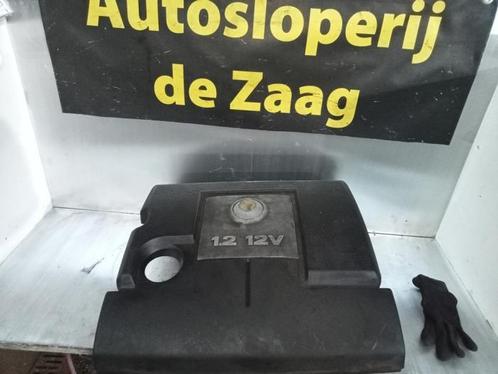 Autosloperij
de Zaag
1.2 12V